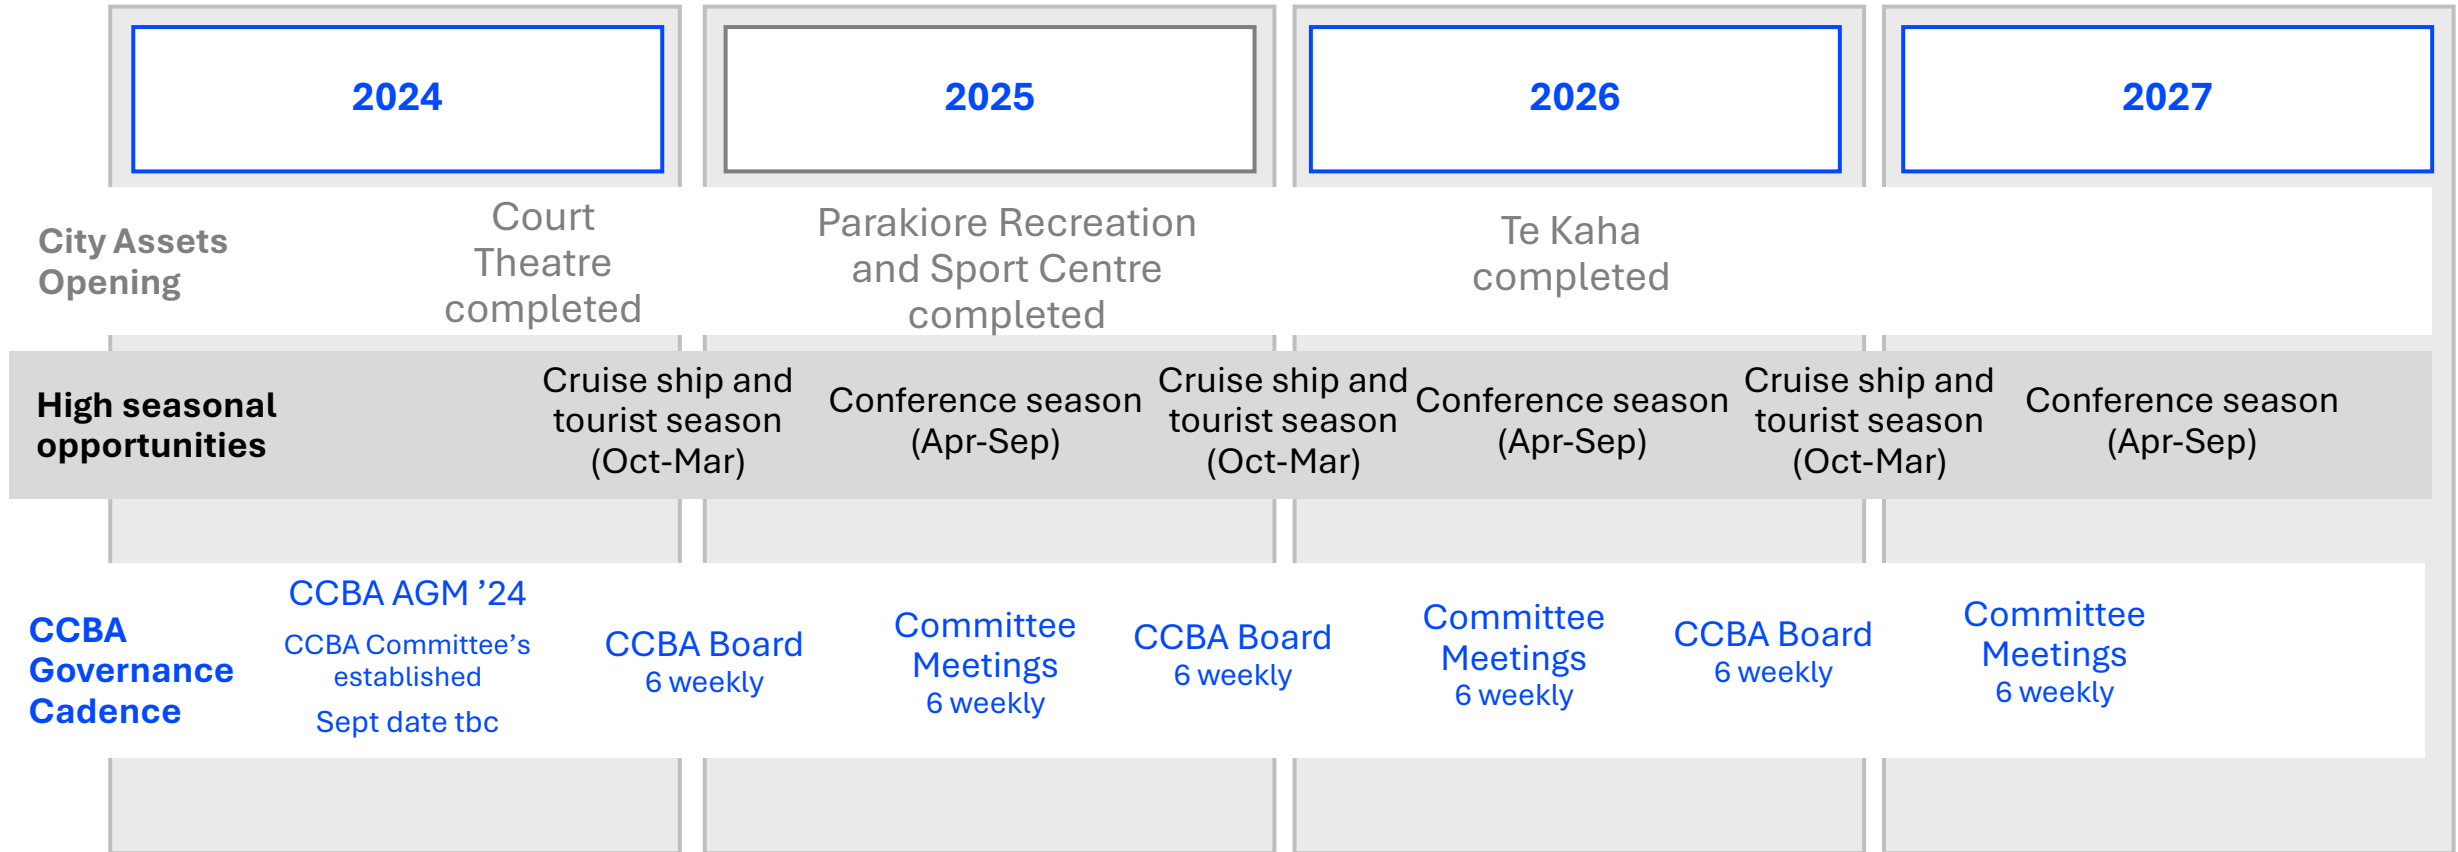 2024
2025
2026
2027
City Assets
Opening
Court
Theatre
completed
Parakiore Recreation
and Sport Centre
completed
Te Kaha
completed
High seasonal
opportunities
Cruise ship and
tourist season
(Oct-Mar)
Conference season
(Apr-Sep)
Cruise ship and
tourist season
(Oct-Mar)
Conference season
(Apr-Sep)
Cruise ship and
tourist season
(Oct-Mar)
Conference season
(Apr-Sep)
CCBA
Governance
Cadence
CCBA AGM ’24
CCBA Committee’s
established
Sept date tbc
CCBA Board
6 weekly
Committee
Meetings
6 weekly
CCBA Board
6 weekly
Committee
Meetings
6 weekly
CCBA Board
6 weekly
Committee
Meetings
6 weekly